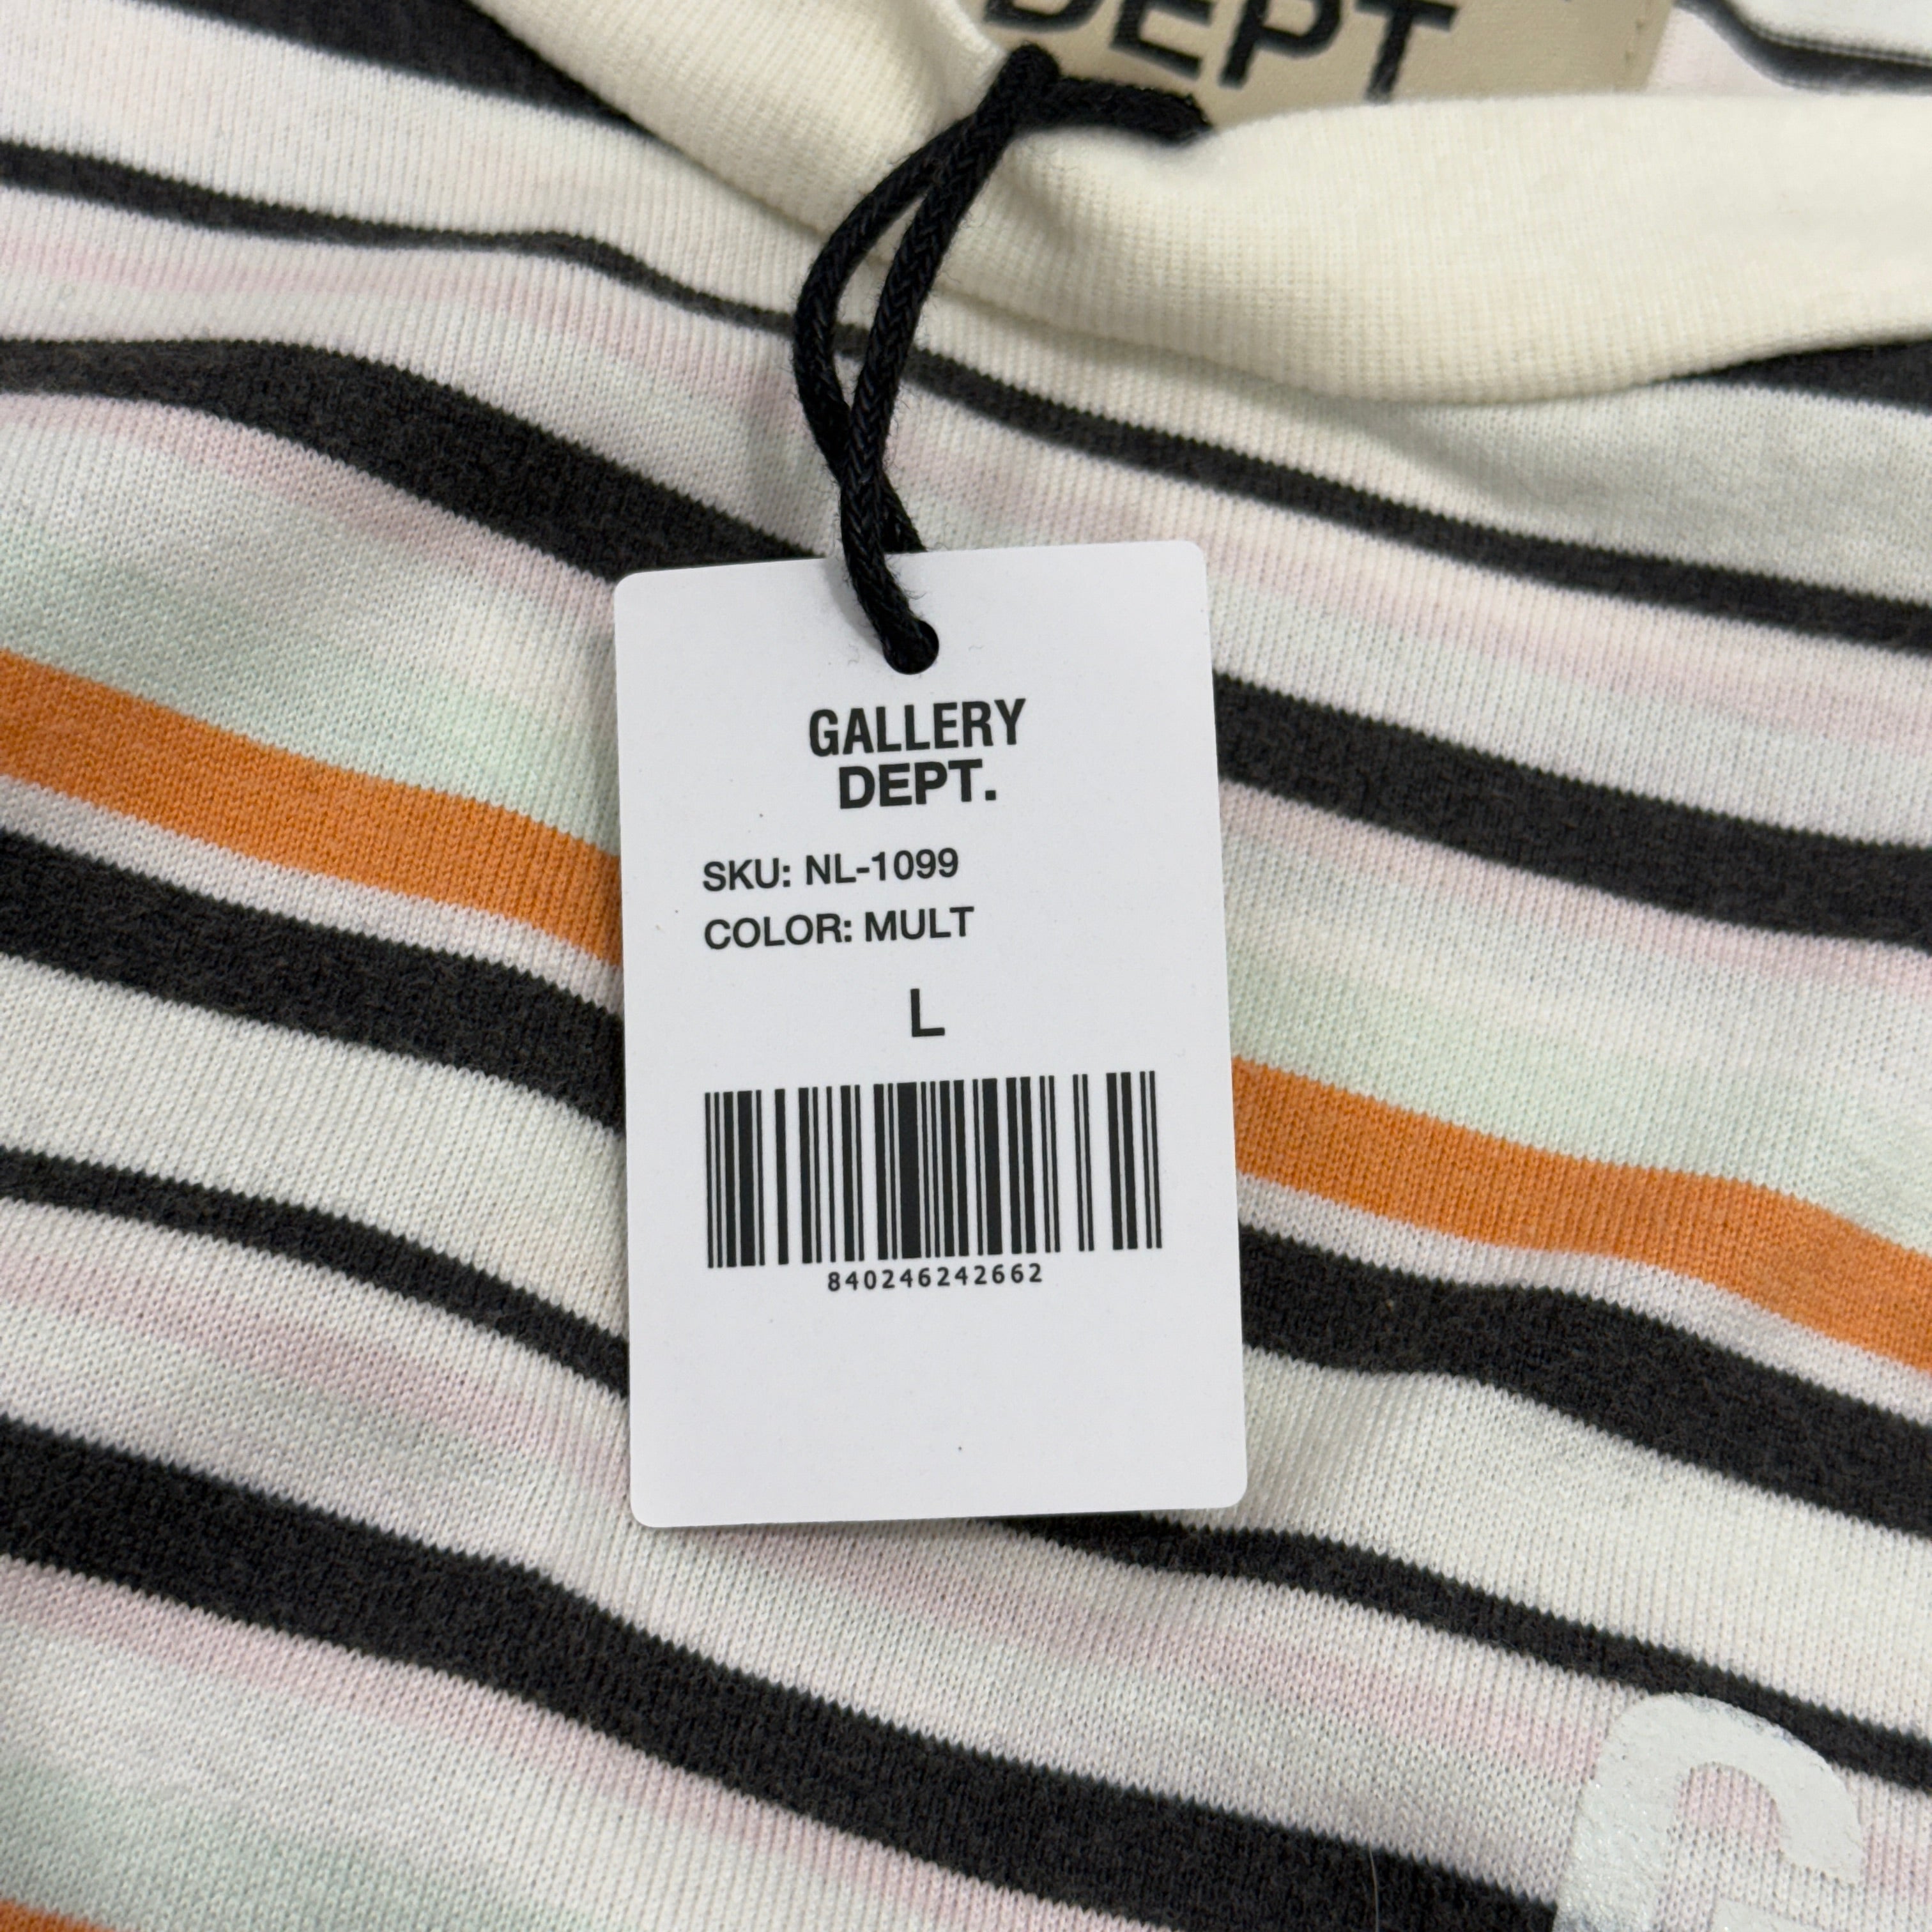 DEPT
GALLERY
DEPT.
SKU: NL-1099
COLOR: MULT
L
840246242662